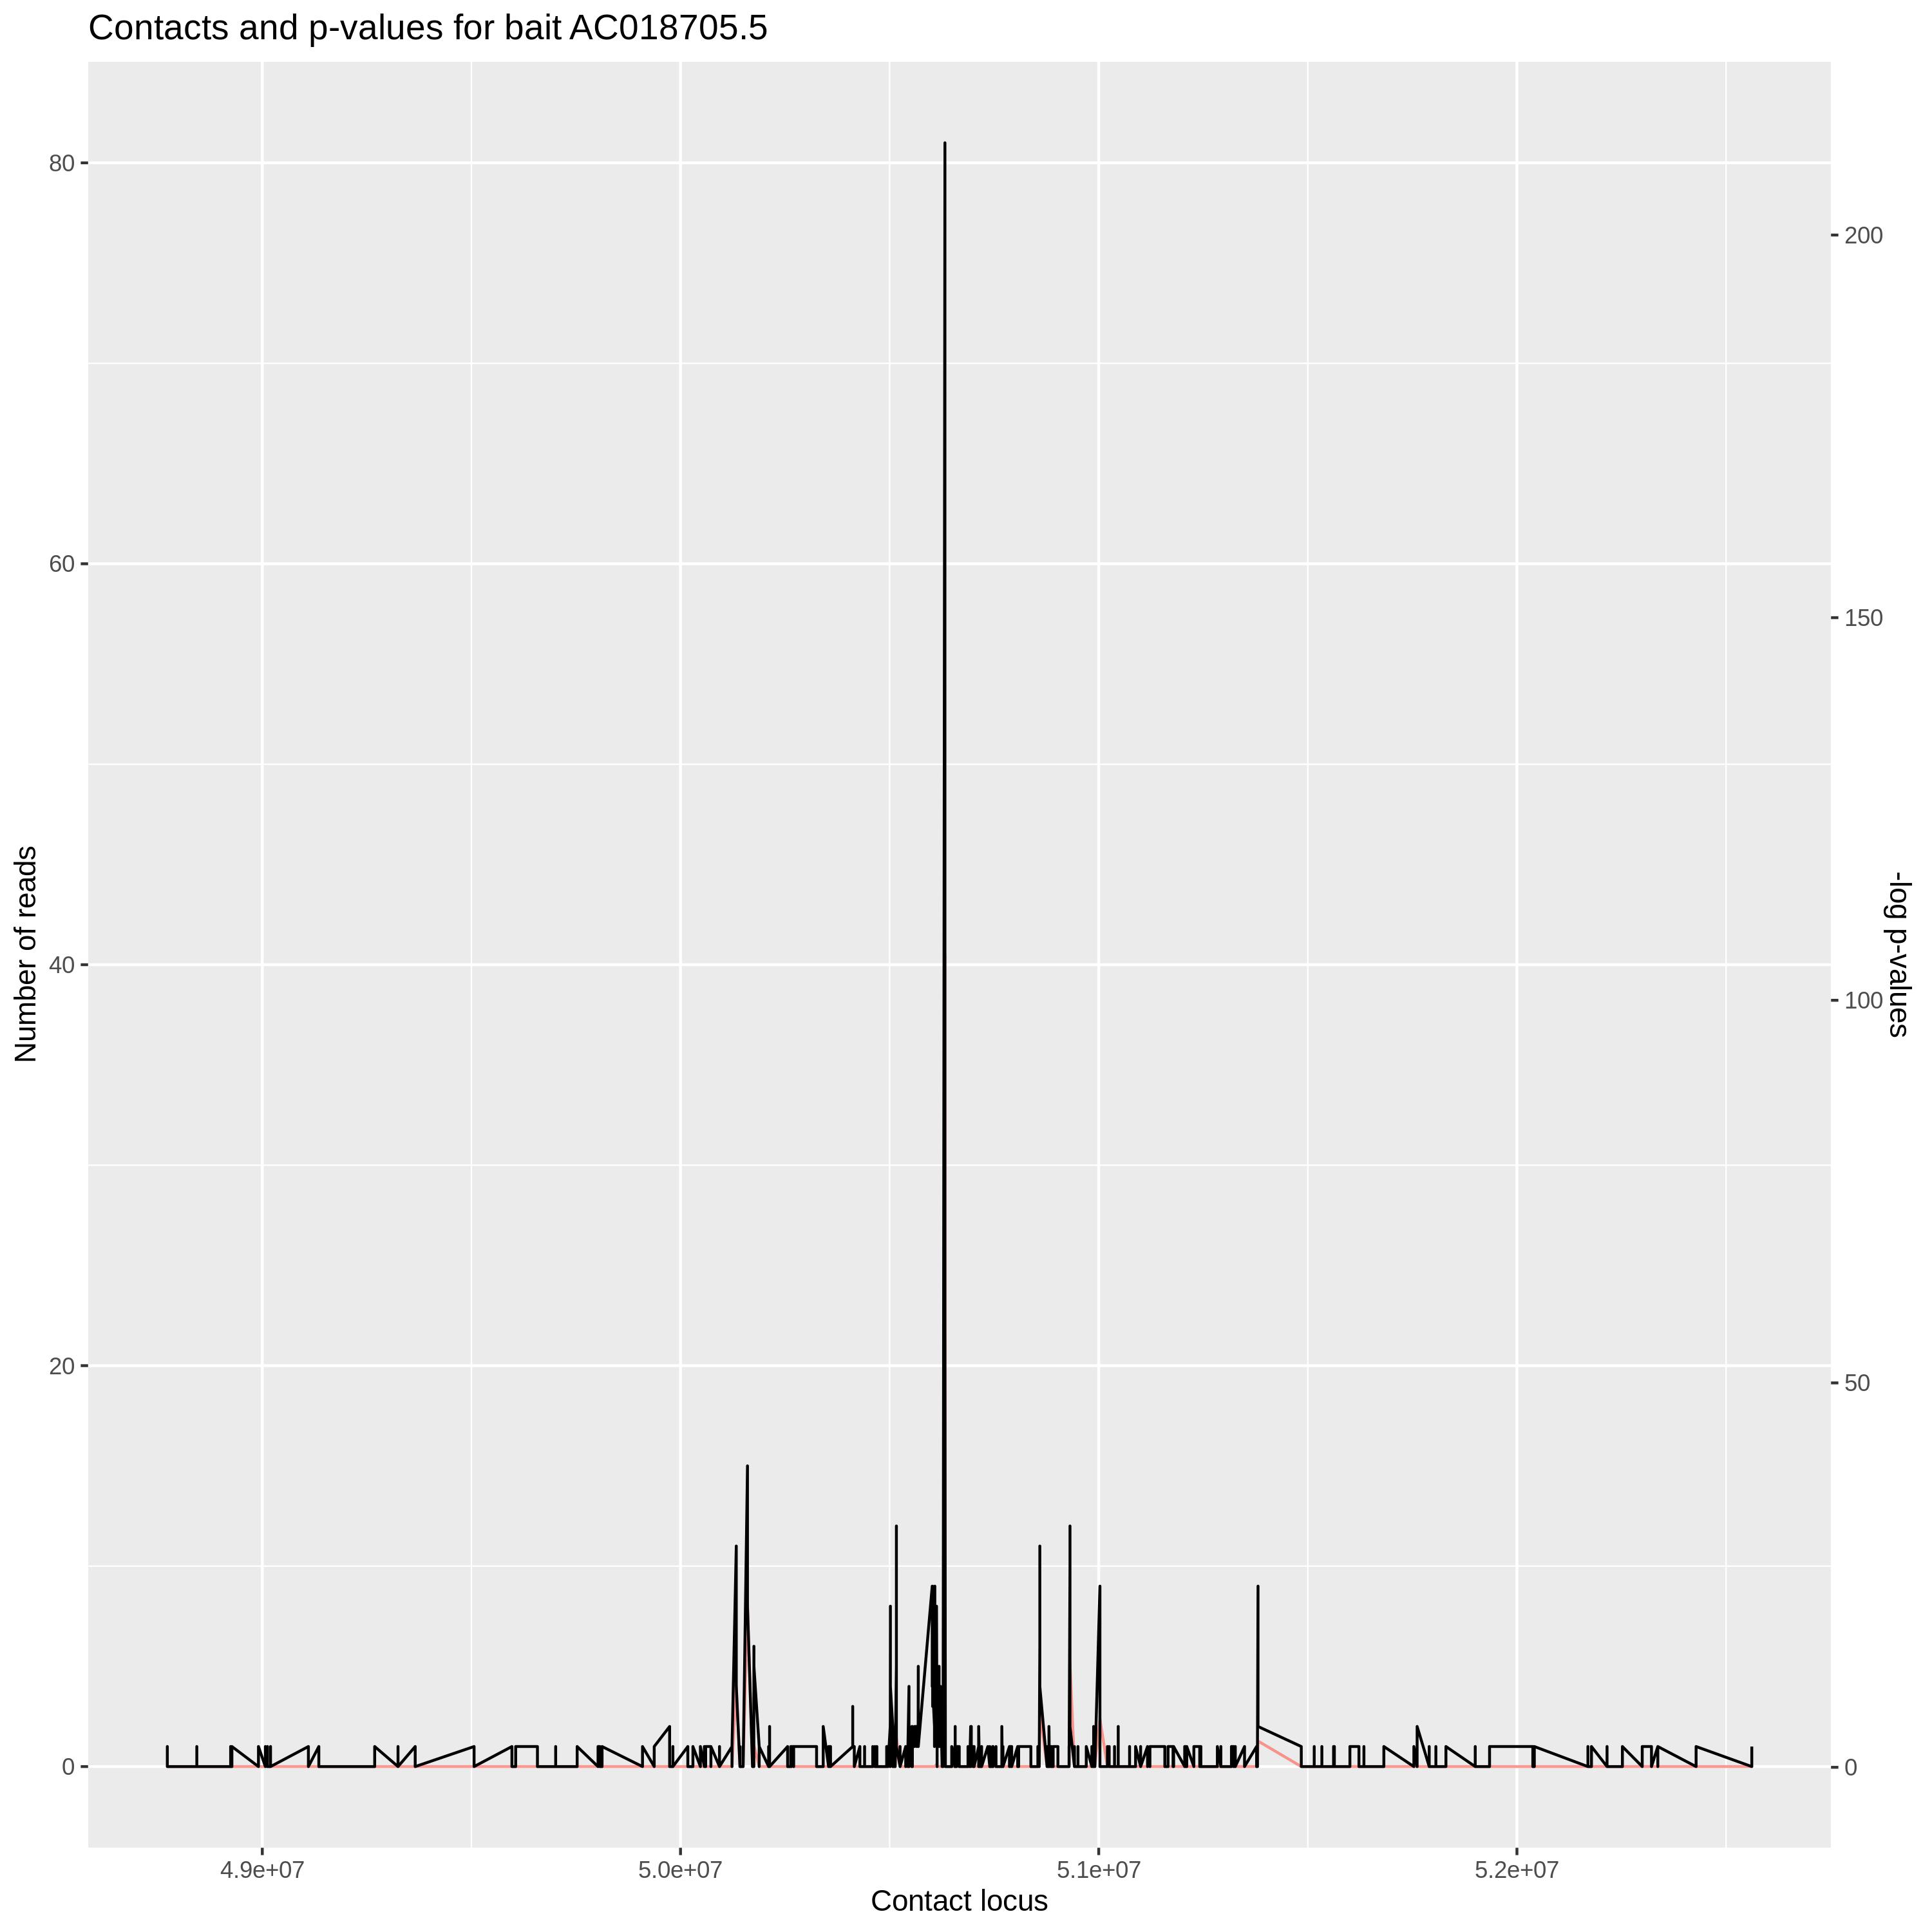 Contacts and p-values for bait AC018705.5
80
60
40
20
0
Number of reads
200
150
100
50
0
-log p-values
4.9e+07
5.0e+07
5.1e+07
5.2e+07
Contact locus